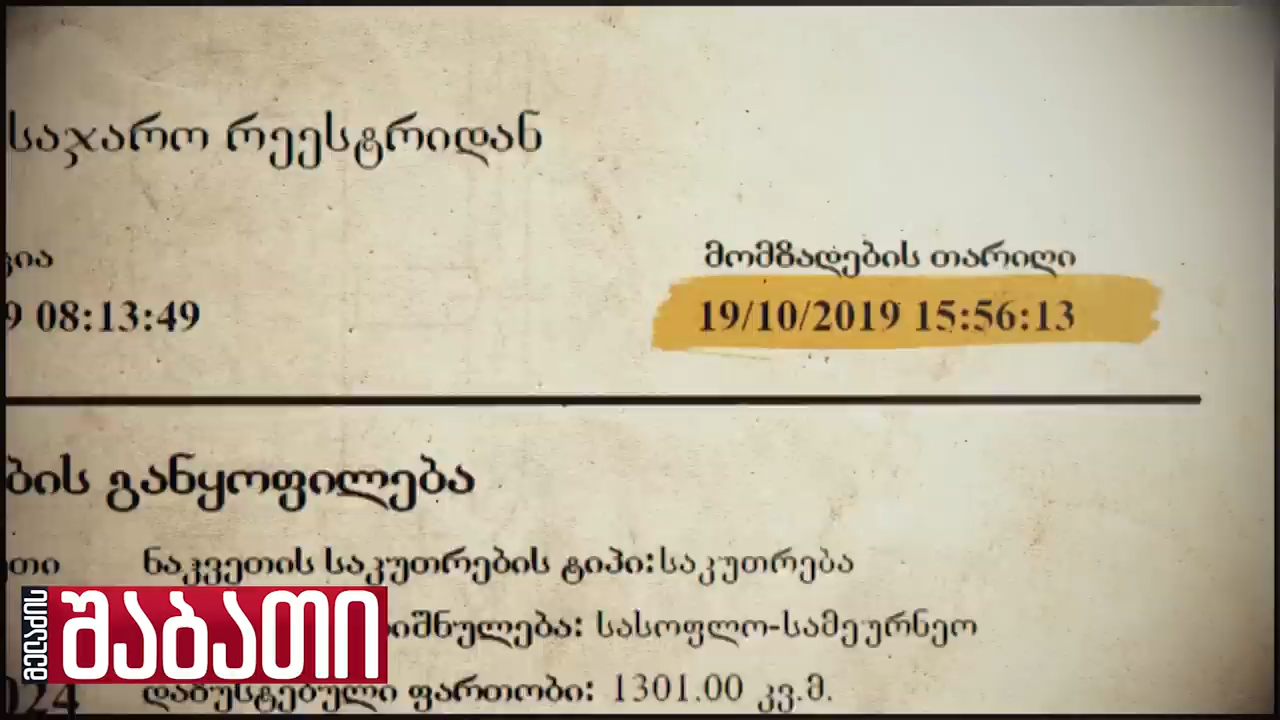 საჯარო რეესტრიდან
მომზადების თარიღი
9 08:13:49
19/10/2019 15:56:13
ბის განყოფილება
ნაკვეთის საკუთრების ტიპი:საკუთრება
სასოფლო-სამეურნეო
დაზუსტებული ფართობი: 1301.00 კვ.მ.
მელაძის
შაბათი